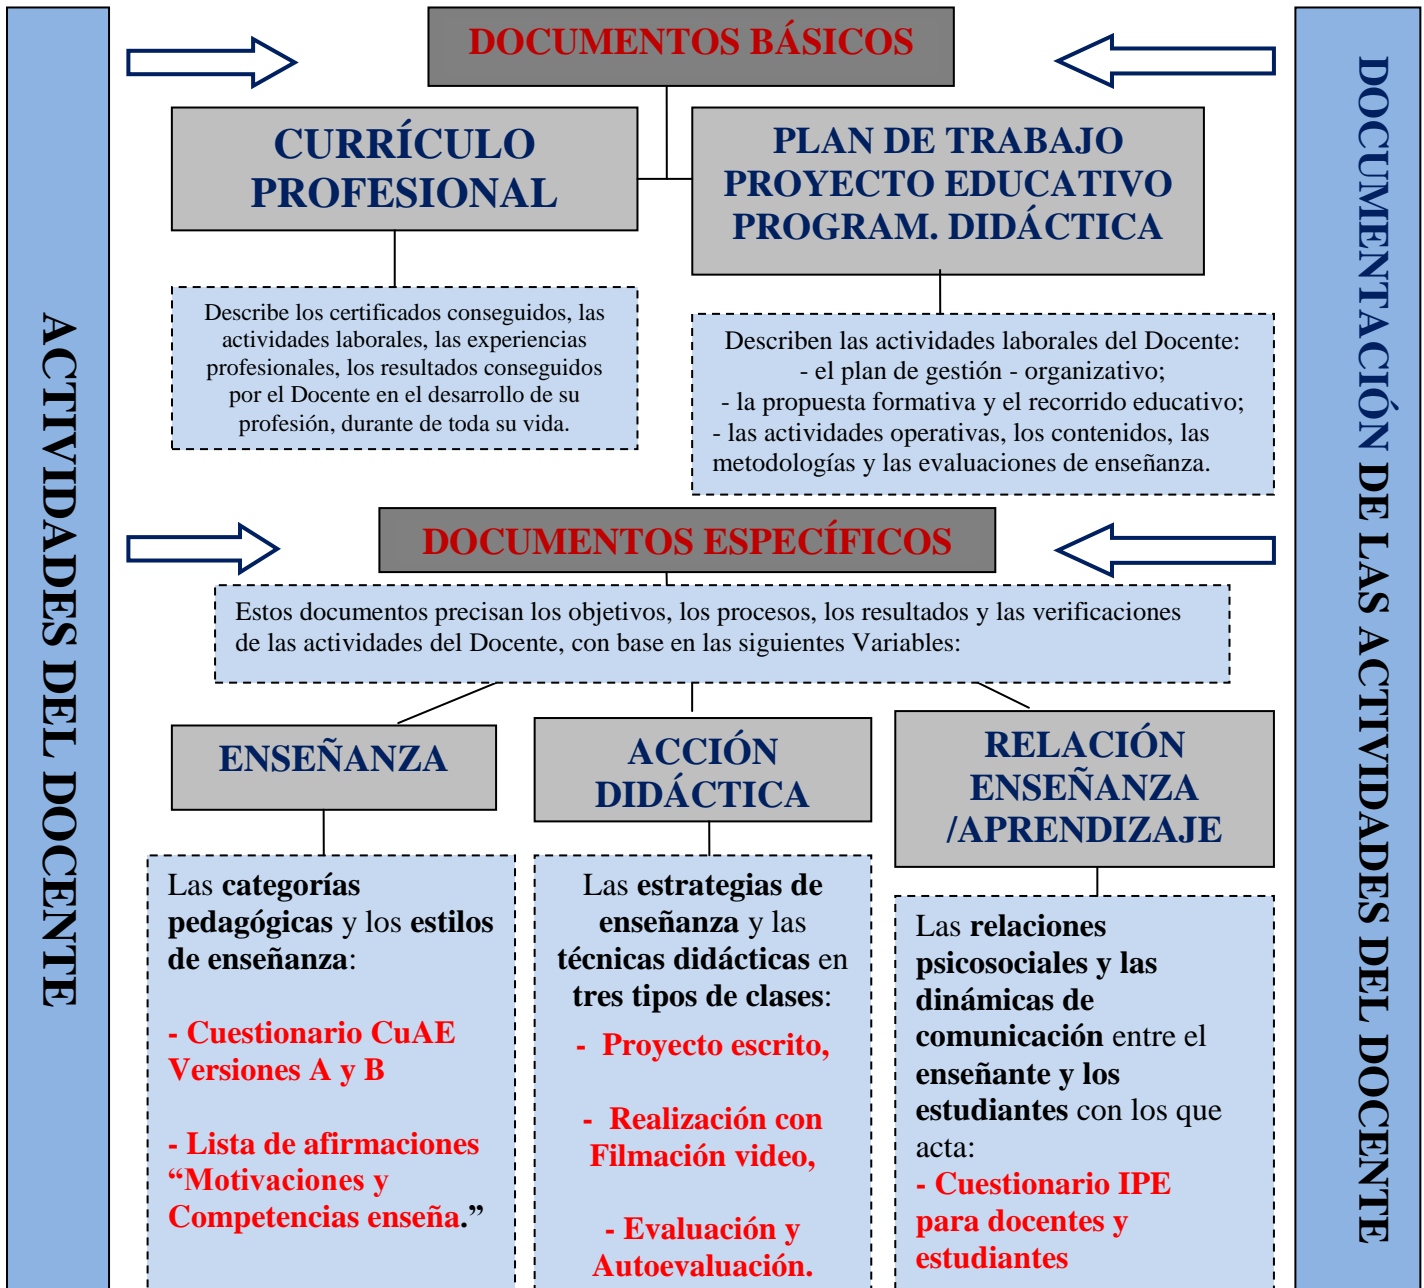 ACTIVIDADES DEL DOCENTE
DOCUMENTOS BÁSICOS
CURRÍCULO
PROFESIONAL
PLAN DE TRABAJO
PROYECTO EDUCATIVO
PROGRAM. DIDÁCTICA
Describe los certificados conseguidos, las
actividades laborales, las experiencias
profesionales, los resultados conseguidos
por el Docente en el desarrollo de su
profesión, durante de toda su vida.
Describen las actividades laborales del Docente:
- el plan de gestión - organizativo;
- la propuesta formativa y el recorrido educativo;
- las actividades operativas, los contenidos, las
metodologías y las evaluaciones de enseñanza.
DOCUMENTOS ESPECÍFICOS
Estos documentos precisan los objetivos, los procesos, los resultados y las verificaciones
de las actividades del Docente, con base en las siguientes Variables:
ENSEÑANZA
Las categorías
pedagógicas y los estilos
de enseñanza:
- Cuestionario CuAE
Versiones A y B
- Lista de afirmaciones
“Motivaciones y
Competencias enseña.”
ACCIÓN
DIDÁCTICA
Las estrategias de
enseñanza y las
técnicas didácticas en
tres tipos de clases:
- Proyecto escrito,
- Realización con
Filmación video,
- Evaluación y
Autoevaluación.
RELACIÓN
ENSEÑANZA
/APRENDIZAJE
Las relaciones
psicosociales y las
dinámicas de
comunicación entre el
enseñante y los
estudiantes con los que
acta:
- Cuestionario IPE
para docentes y
estudiantes
DOCUMENTACIÓN DE LAS ACTIVIDADES DEL DOCENTE